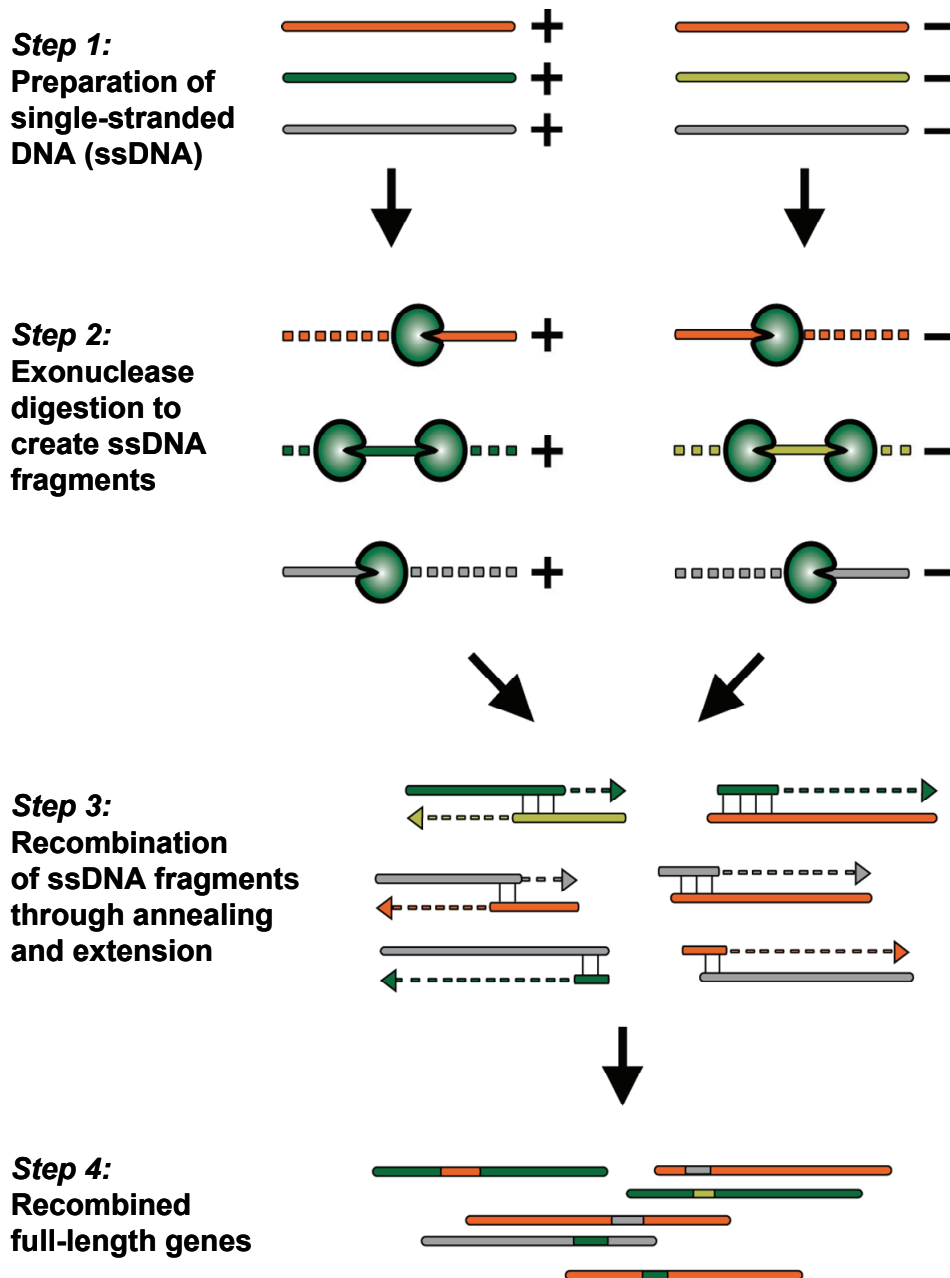 Step 1:
Preparation of
single-stranded
DNA (ssDNA)
+ −
+ −
+ −
Step 2:
Exonuclease
digestion to
create ssDNA
fragments
+ −
+ −
+ −
Step 3:
Recombination
of ssDNA fragments
through annealing
and extension
Step 4:
Recombined
full-length genes